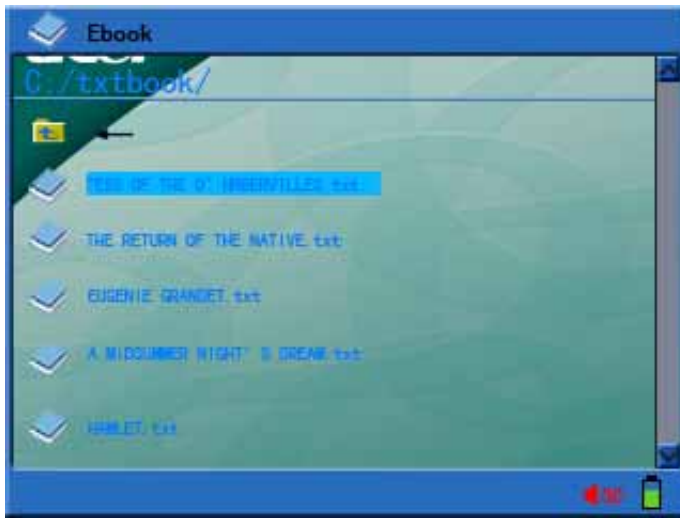 Ebook
C:/txtbook/
TESS OF THE D' URBERVILLES.txt
THE RETURN OF THE NATIVE.txt
EUGENIE GRANDET.txt
A MIDSUMMER NIGHT' S DREAM.txt
HAMLET.txt